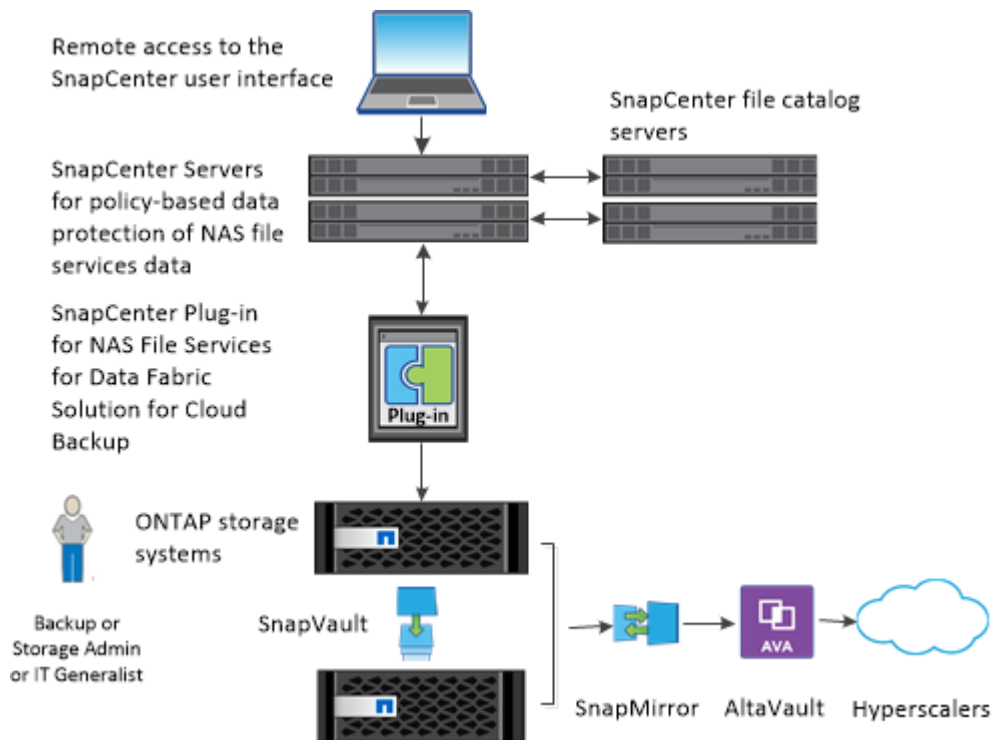 Remote access to the
SnapCenter user interface
SnapCenter file catalog
servers
SnapCenter Servers
for policy-based data
protection of NAS file
services data
SnapCenter Plug-in
for NAS File Services
for Data Fabric
Solution for Cloud
Backup
Plug-in
ONTAP storage
systems
Backup or
Storage Admin
or IT Generalist
SnapVault
AVA
SnapMirror
AltaVault
Hyperscalers